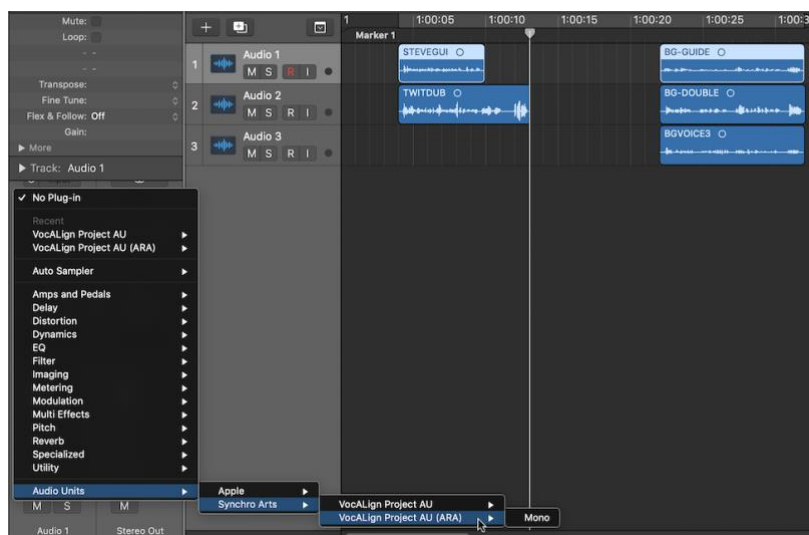 Mute:
Loop:
- -
- -
Transpose:
Fine Tune:
Flex & Follow: Off
Gain:
More
Track: Audio 1
No Plug-in
Recent
VocALign Project AU
VocALign Project AU (ARA)
Auto Sampler
Amps and Pedals
Delay
Distortion
Dynamics
EQ
Filter
Imaging
Metering
Modulation
Multi Effects
Pitch
Reverb
Specialized
Utility
Audio Units
Apple
Synchro Arts
VocALign Project AU
VocALign Project AU (ARA)
Mono
M S M
Audio 1 Stereo Out
1 1:00:05 1:00:10 1:00:15 1:00:20 1:00:25
Marker 1
1 Audio 1
M S R I
2 Audio 2
M S R I
3 Audio 3
M S R I
STEVEGUI BG-GUIDE
TWITDUB BG-DOUBLE
BGVOICE3